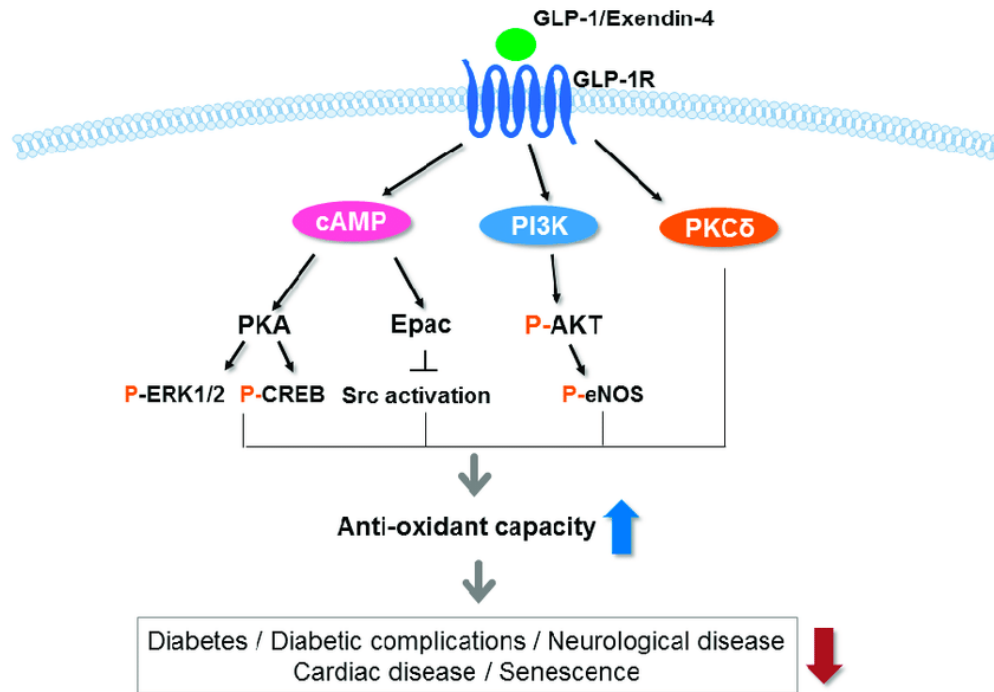 GLP-1/Exendin-4
GLP-1R
cAMP
PI3K
PKCδ
PKA
Epac
P-AKT
P-ERK1/2
P-CREB
Src activation
P-eNOS
Anti-oxidant capacity
Diabetes / Diabetic complications / Neurological disease
Cardiac disease / Senescence